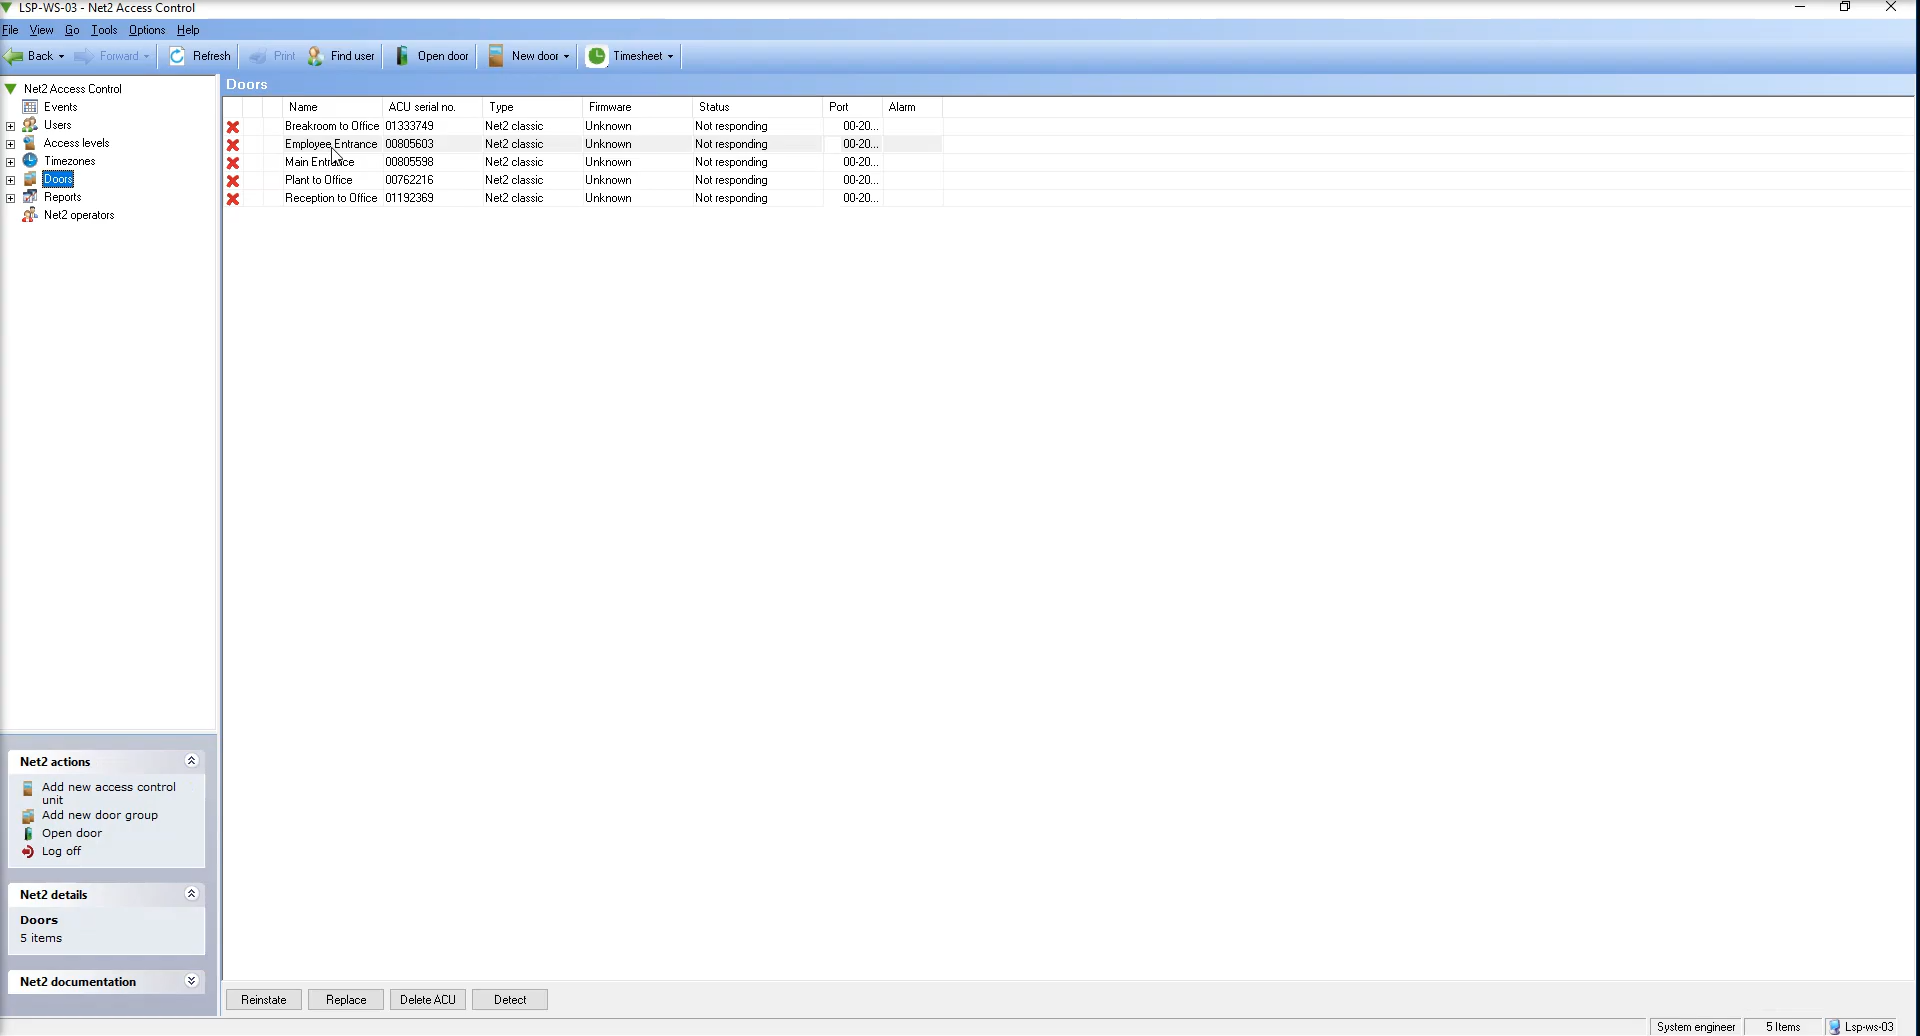 LSP-WS-03 - Net2 Access Control
File View Go Tools Options Help
Back Forward Refresh Print Find user Open door New door Timesheet
Net2 Access Control
Events
Users
Access levels
Timezones
Doors
Reports
Net2 operators
Doors
Name ACU serial no. Type Firmware Status Port Alarm
Breakroom to Office 01333749 Net2 classic Unknown Not responding 00-20...
Employee Entrance 00805603 Net2 classic Unknown Not responding 00-20...
Main Entrance 00805598 Net2 classic Unknown Not responding 00-20...
Plant to Office 00762216 Net2 classic Unknown Not responding 00-20...
Reception to Office 01192369 Net2 classic Unknown Not responding 00-20...
Net2 actions
Add new access control
unit
Add new door group
Open door
Log off
Net2 details
Doors
5 items
Net2 documentation
Reinstate Replace Delete ACU Detect
System engineer 5 Items Lsp-ws-03